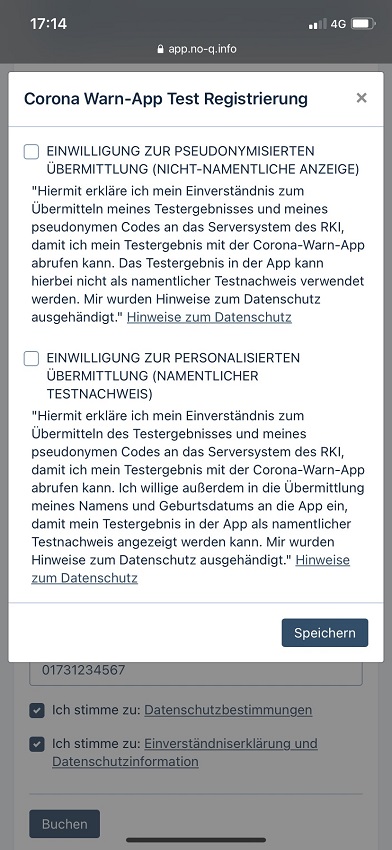 17:14
4G
app.no-q.info
Corona Warn-App Test Registrierung
×
EINWILLIGUNG ZUR PSEUDONYMISIERTEN
ÜBERMITTLUNG (NICHT-NAMENTLICHE ANZEIGE)
"Hiermit erkläre ich mein Einverständnis zum
Übermitteln meines Testergebnisses und meines
pseudonymen Codes an das Serversystem des RKI,
damit ich mein Testergebnis mit der Corona-Warn-App
abrufen kann. Das Testergebnis in der App kann
hierbei nicht als namentlicher Testnachweis verwendet
werden. Mir wurden Hinweise zum Datenschutz
ausgehändigt." Hinweise zum Datenschutz
EINWILLIGUNG ZUR PERSONALISIERTEN
ÜBERMITTLUNG (NAMENTLICHER
TESTNACHWEIS)
"Hiermit erkläre ich mein Einverständnis zum
Übermitteln des Testergebnisses und meines
pseudonymen Codes an das Serversystem des RKI,
damit ich mein Testergebnis mit der Corona-Warn-App
abrufen kann. Ich willige außerdem in die Übermittlung
meines Namens und Geburtsdatums an die App ein,
damit mein Testergebnis in der App als namentlicher
Testnachweis angezeigt werden kann. Mir wurden
Hinweise zum Datenschutz ausgehändigt." Hinweise
zum Datenschutz
Speichern
01731234567
Ich stimme zu: Datenschutzbestimmungen
Ich stimme zu: Einverständniserklärung und
Datenschutzinformation
Buchen